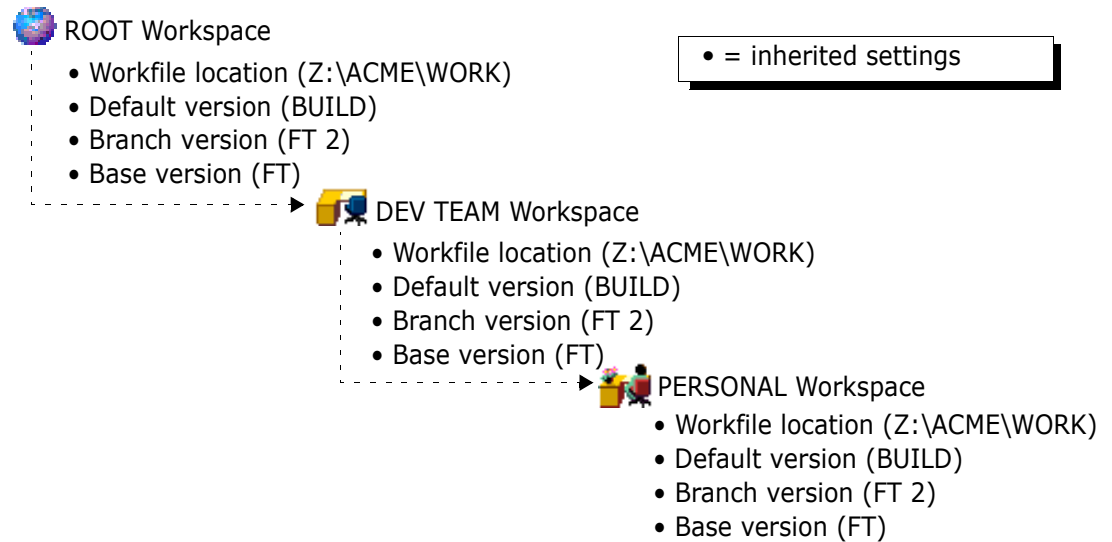 ROOT Workspace
• Workfile location (Z:\ACME\WORK)
• Default version (BUILD)
• Branch version (FT 2)
• Base version (FT)
• = inherited settings
DEV TEAM Workspace
• Workfile location (Z:\ACME\WORK)
• Default version (BUILD)
• Branch version (FT 2)
• Base version (FT)
PERSONAL Workspace
• Workfile location (Z:\ACME\WORK)
• Default version (BUILD)
• Branch version (FT 2)
• Base version (FT)